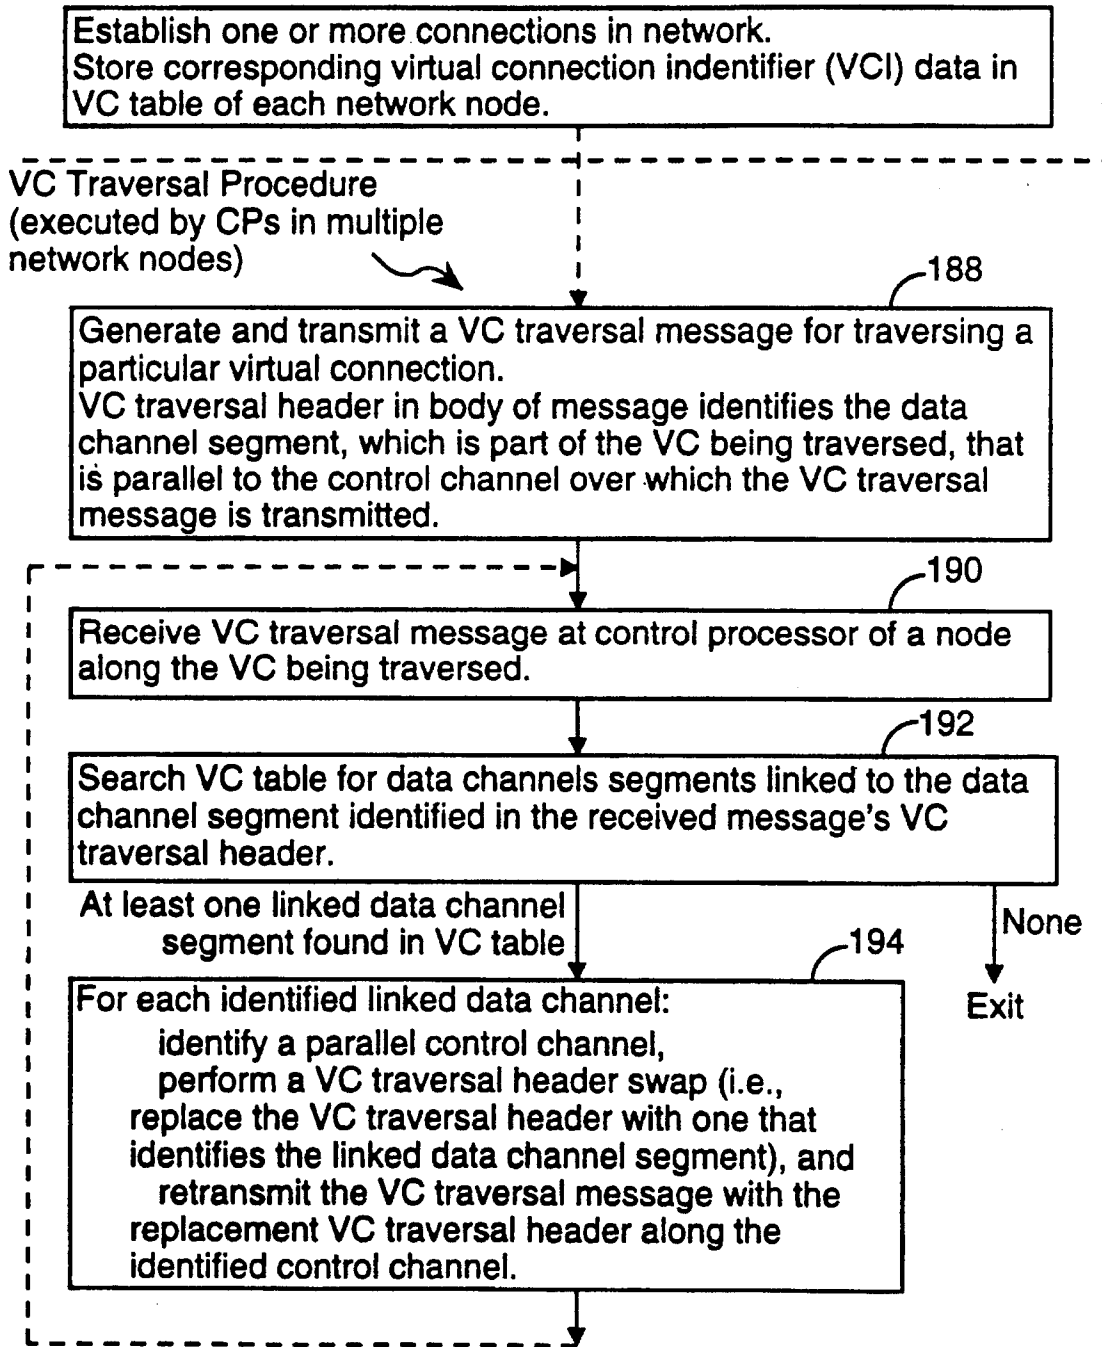 Establish one or more connections in network.
Store corresponding virtual connection indentifier (VCI) data in
VC table of each network node.
VC Traversal Procedure
(executed by CPs in multiple
network nodes)
188
Generate and transmit a VC traversal message for traversing a
particular virtual connection.
VC traversal header in body of message identifies the data
channel segment, which is part of the VC being traversed, that
is parallel to the control channel over which the VC traversal
message is transmitted.
190
Receive VC traversal message at control processor of a node
along the VC being traversed.
192
Search VC table for data channels segments linked to the data
channel segment identified in the received message's VC
traversal header.
At least one linked data channel
segment found in VC table
None
Exit
194
For each identified linked data channel:
identify a parallel control channel,
perform a VC traversal header swap (i.e.,
replace the VC traversal header with one that
identifies the linked data channel segment), and
retransmit the VC traversal message with the
replacement VC traversal header along the
identified control channel.